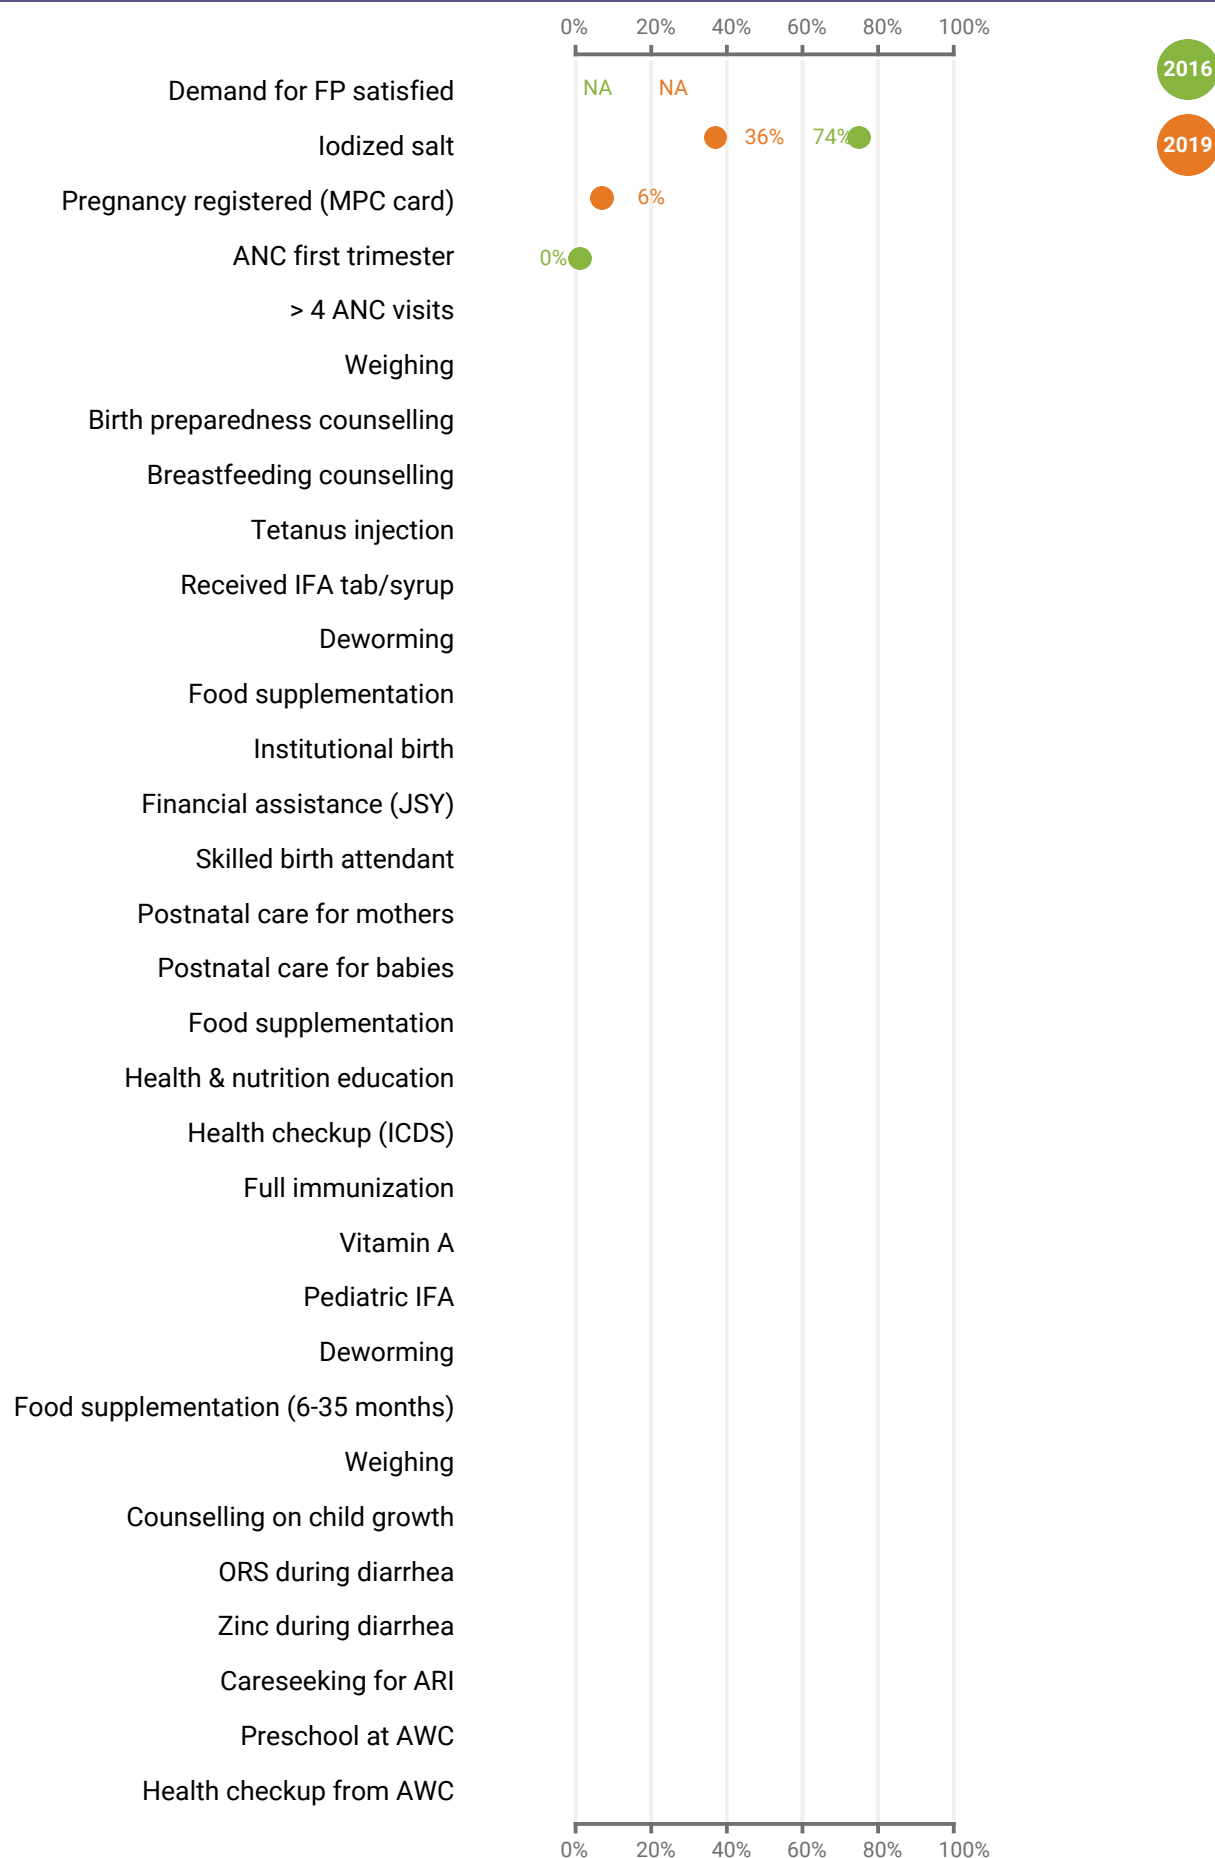 0% 20% 40% 60% 80% 100%
2016
Demand for FP satisfied NA NA
Iodized salt 36% 74%
2019
Pregnancy registered (MPC card) 6%
ANC first trimester 0%
> 4 ANC visits
Weighing
Birth preparedness counselling
Breastfeeding counselling
Tetanus injection
Received IFA tab/syrup
Deworming
Food supplementation
Institutional birth
Financial assistance (JSY)
Skilled birth attendant
Postnatal care for mothers
Postnatal care for babies
Food supplementation
Health & nutrition education
Health checkup (ICDS)
Full immunization
Vitamin A
Pediatric IFA
Deworming
Food supplementation (6-35 months)
Weighing
Counselling on child growth
ORS during diarrhea
Zinc during diarrhea
Careseeking for ARI
Preschool at AWC
Health checkup from AWC
0% 20% 40% 60% 80% 100%